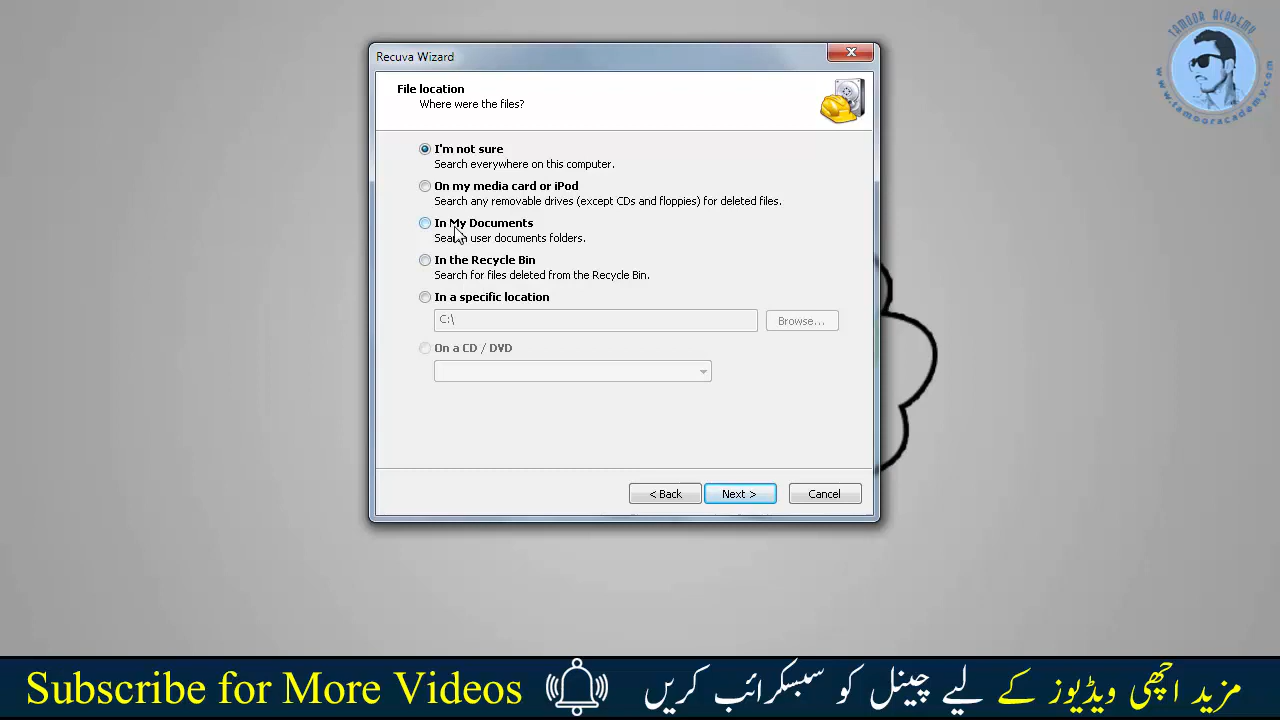 TAMOOR ACADEMY
www.tamooracademy.com
Recuva Wizard
File location
Where were the files?
I'm not sure
Search everywhere on this computer.
On my media card or iPod
Search any removable drives (except CDs and floppies) for deleted files.
In My Documents
Search user documents folders.
In the Recycle Bin
Search for files deleted from the Recycle Bin.
In a specific location
C:\
Browse...
On a CD / DVD
< Back
Next >
Cancel
Subscribe for More Videos
مزید اچھی ویڈیوز کے لیے چینل کو سبسکرائب کریں